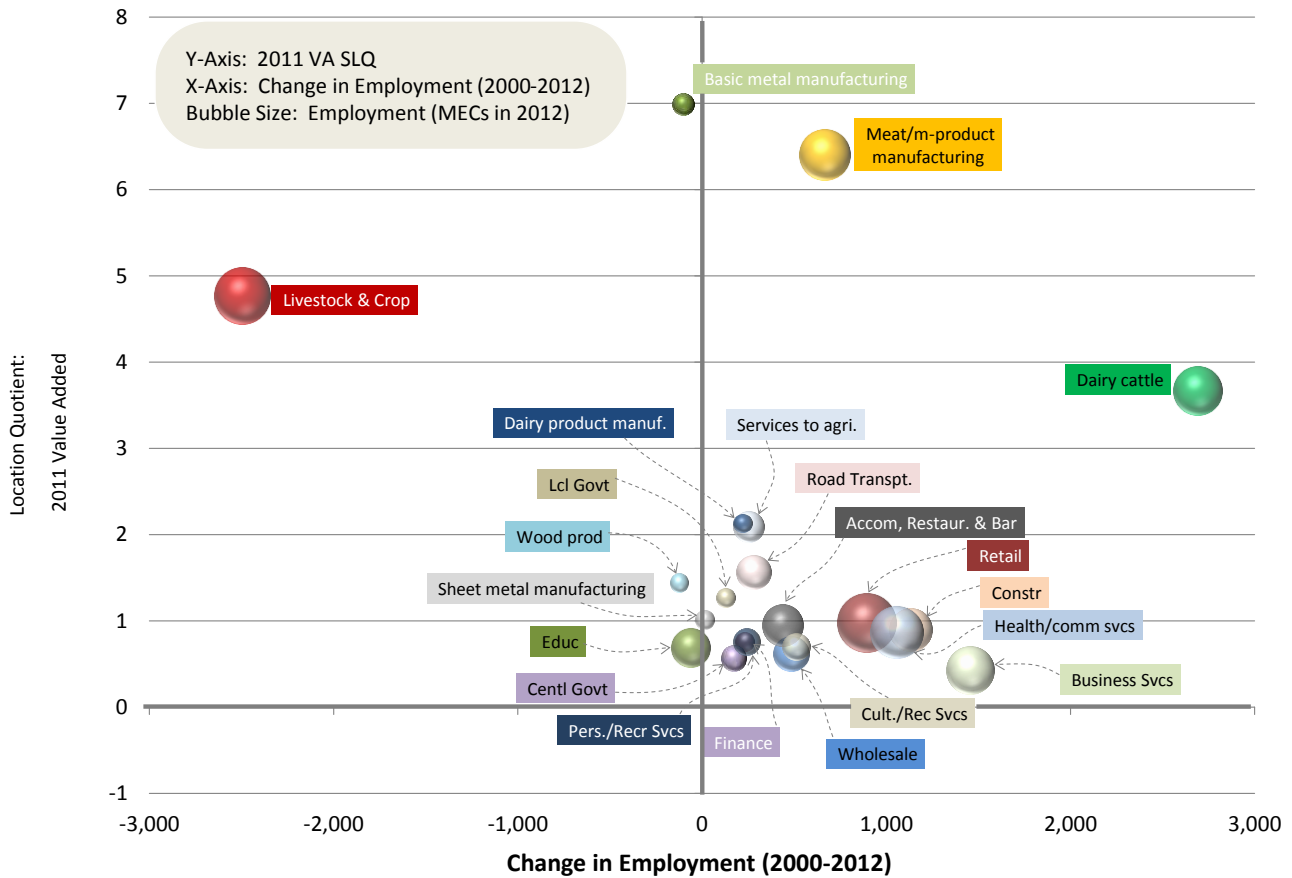 8
7
6
5
4
3
2
1
0
-1
Y-Axis:  2011 VA SLQ
X-Axis:  Change in Employment (2000-2012)
Bubble Size:  Employment (MECs in 2012)
Basic metal manufacturing
Meat/m-product
manufacturing
Livestock & Crop
Dairy cattle
Location Quotient:
2011 Value Added
Dairy product manuf.
Services to agri.
Lcl Govt
Road Transpt.
Wood prod
Accom, Restaur. & Bar
Retail
Sheet metal manufacturing
Constr
Health/comm svcs
Educ
Business Svcs
Centl Govt
Cult./Rec Svcs
Pers./Recr Svcs
Finance
Wholesale
-3,000
-2,000
-1,000
0
1,000
2,000
3,000
Change in Employment (2000-2012)